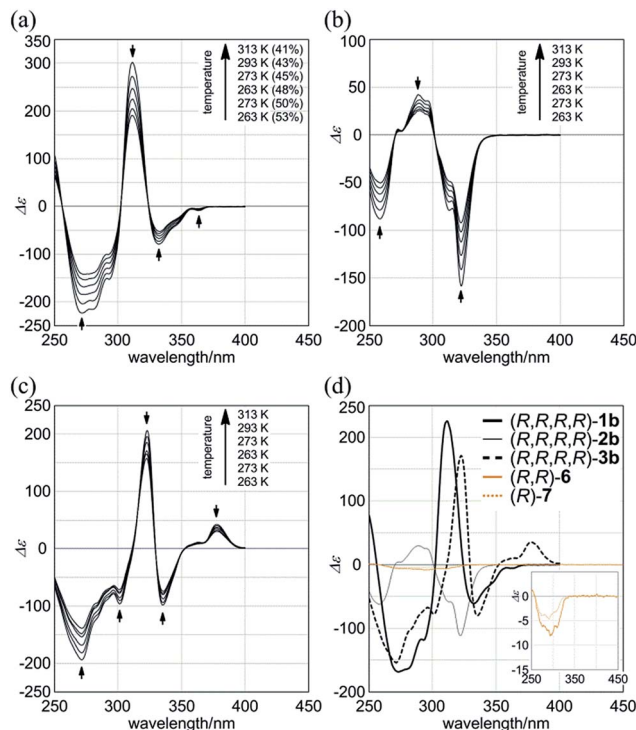 (a)
350
300
200
100
0
-100
-200
-250
Δε
temperature
313 K (41%)
293 K (43%)
273 K (45%)
263 K (48%)
273 K (50%)
263 K (53%)
250 300 350 400 450
wavelength/nm
(b)
100
50
0
-50
-100
-150
-200
Δε
temperature
313 K
293 K
273 K
263 K
273 K
263 K
250 300 350 400 450
wavelength/nm
(c)
250
200
100
0
-100
-200
-250
Δε
temperature
313 K
293 K
273 K
263 K
273 K
263 K
250 300 350 400 450
wavelength/nm
(d)
250
200
150
100
50
0
-50
-100
-150
-200
Δε
(R,R,R,R)-1b
(R,R,R,R)-2b
(R,R,R,R)-3b
(R,R)-6
(R)-7
Δε
5
0
-5
-10
-15
250 350 450
250 300 350 400 450
wavelength/nm